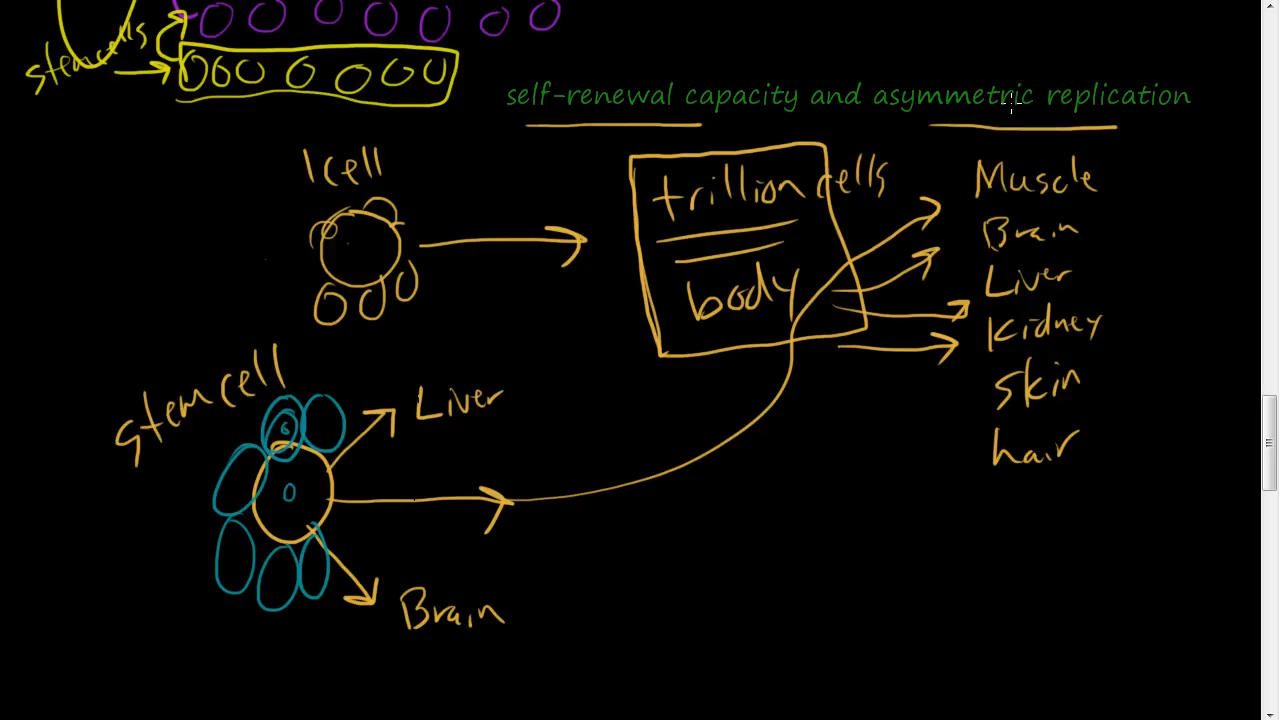 stem cells
self-renewal capacity and asymmetric replication
1 cell
trillion cells
body
Muscle
Brain
Liver
Kidney
skin
hair
stem cell
Liver
Brain